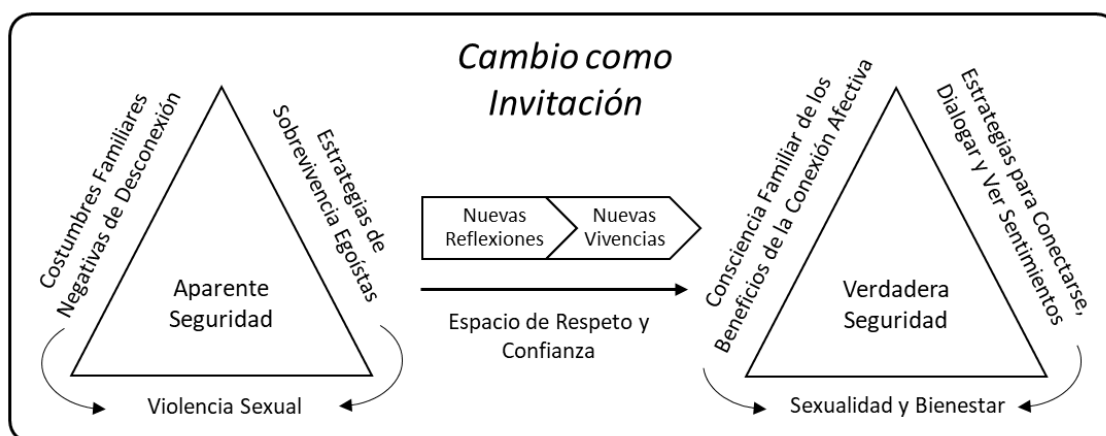 Cambio como
Invitación
Costumbres Familiares
Negativas de Desconexión
Estrategias de
Sobrevivencia Egoístas
Aparente
Seguridad
Violencia Sexual
Nuevas
Reflexiones
Nuevas
Vivencias
Espacio de Respeto y
Confianza
Consciencia Familiar de los
Beneficios de la Conexión Afectiva
Estrategias para Conectarse,
Dialogar y Ver Sentimientos
Verdadera
Seguridad
Sexualidad y Bienestar